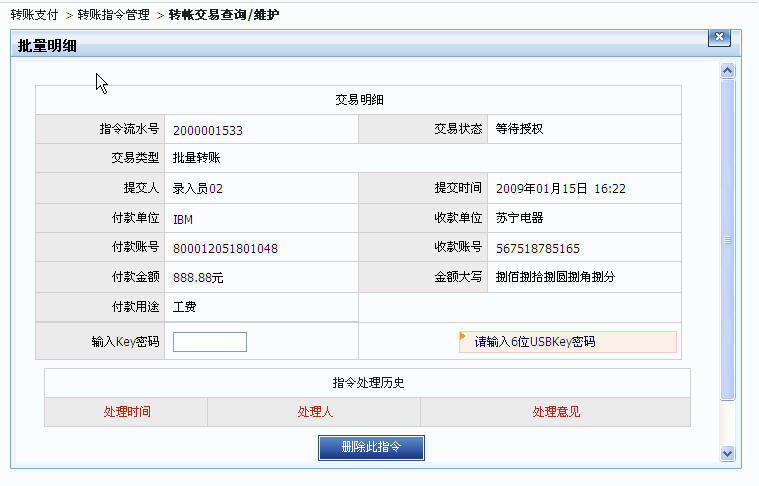 转账支付 > 转账指令管理 > 转帐交易查询/维护
批量明细
交易明细
指令流水号 2000001533 交易状态 等待授权
交易类型 批量转账
提交人 录入员02 提交时间 2009年01月15日 16:22
付款单位 IBM 收款单位 苏宁电器
付款账号 800012051801048 收款账号 567518785165
付款金额 888.88元 金额大写 捌佰捌拾捌圆捌角捌分
付款用途 工费
输入Key密码 请输入6位USBKey密码
指令处理历史
处理时间 处理人 处理意见
删除此指令